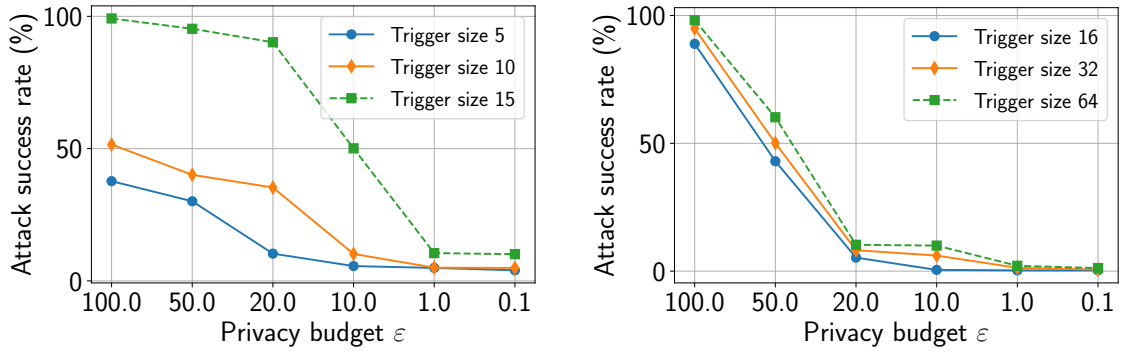 Attack success rate (%)
100
50
0
Trigger size 5
Trigger size 10
Trigger size 15
100.0 50.0 20.0 10.0 1.0 0.1
Privacy budget ε
Attack success rate (%)
100
50
0
Trigger size 16
Trigger size 32
Trigger size 64
100.0 50.0 20.0 10.0 1.0 0.1
Privacy budget ε